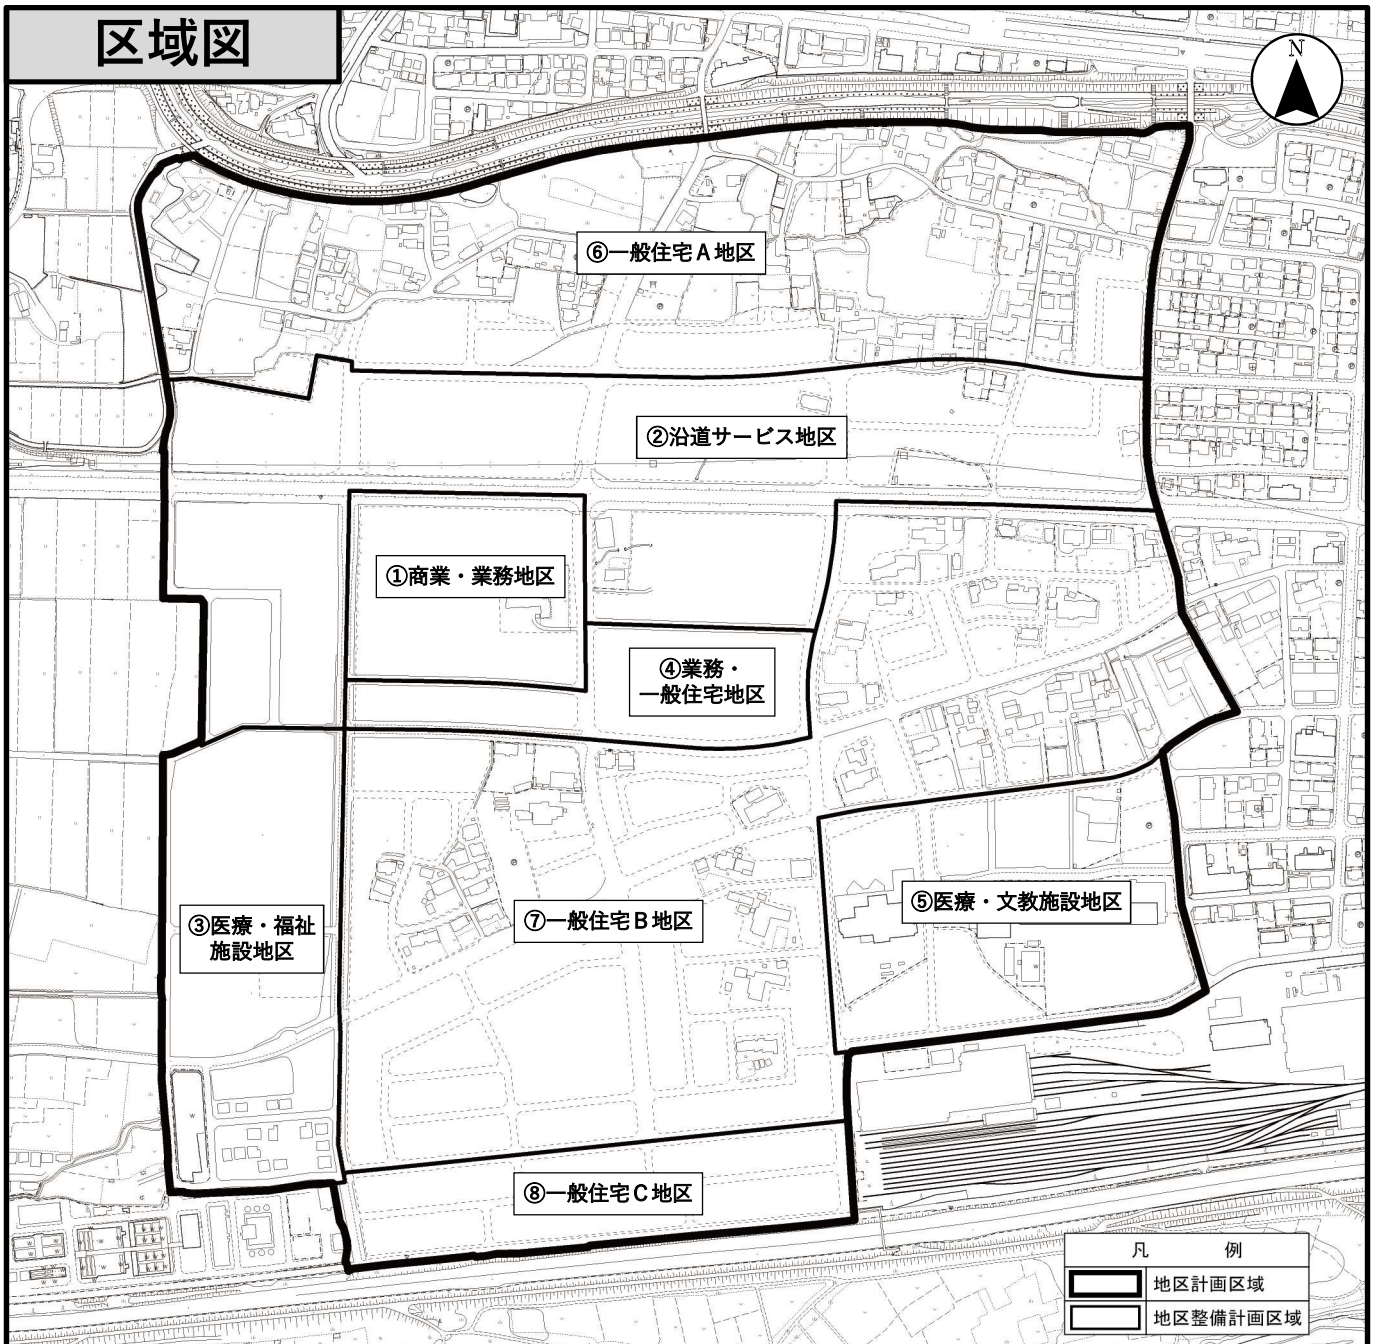 区域図
N
⑥一般住宅A地区
②沿道サービス地区
①商業・業務地区
④業務・
一般住宅地区
⑤医療・文教施設地区
③医療・福祉
施設地区
⑦一般住宅B地区
⑧一般住宅C地区
凡 例
地区計画区域
地区整備計画区域